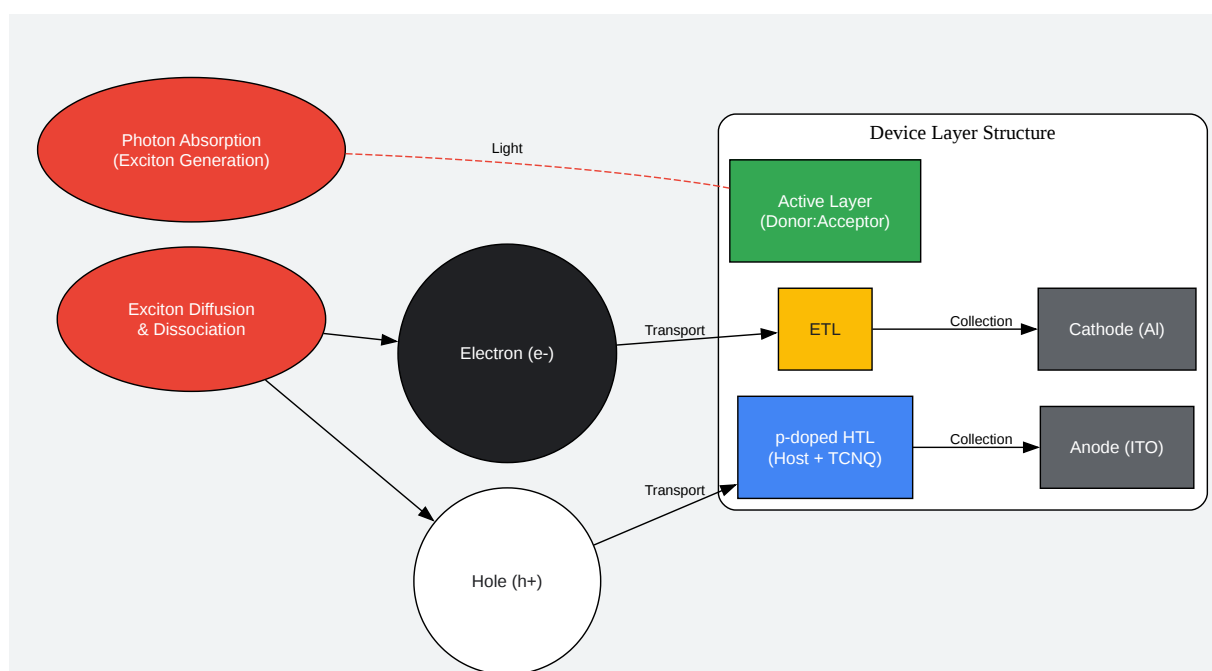 Device Layer Structure
Photon Absorption
(Exciton Generation)
Light
Active Layer
(Donor:Acceptor)
Exciton Diffusion
& Dissociation
Electron (e-)
Transport
ETL
Collection
Cathode (Al)
p-doped HTL
(Host + TCNQ)
Collection
Anode (ITO)
Transport
Hole (h+)